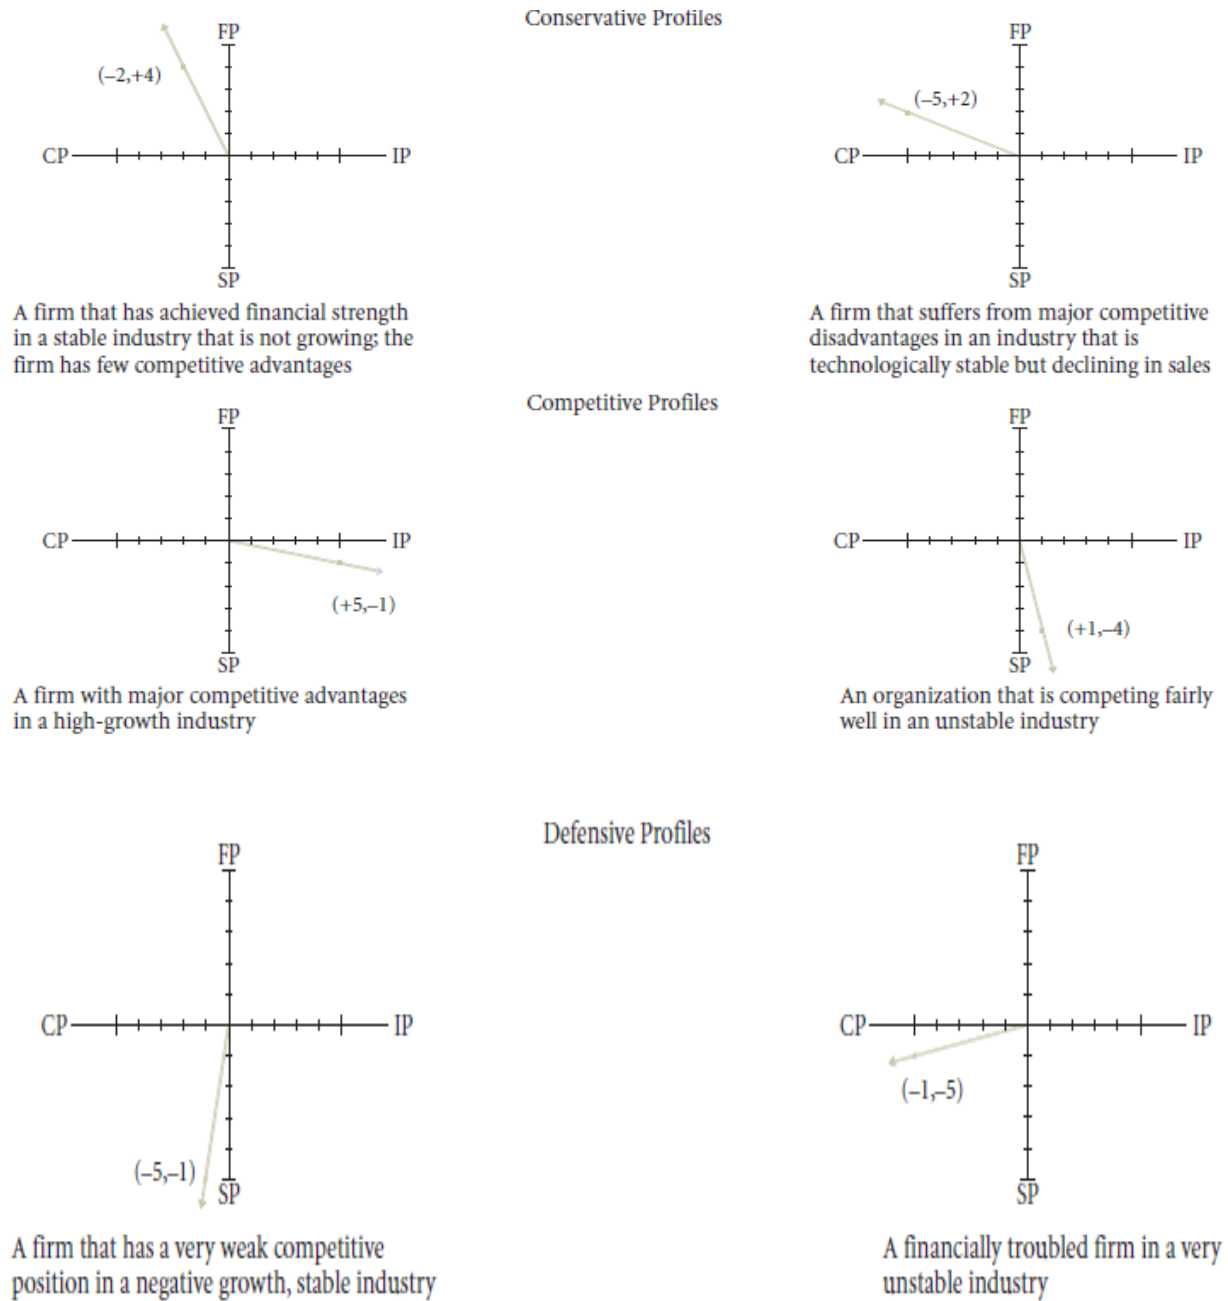 Conservative Profiles
FP
(–2,+4)
CP
IP
SP
A firm that has achieved financial strength
in a stable industry that is not growing; the
firm has few competitive advantages
FP
(–5,+2)
CP
IP
SP
A firm that suffers from major competitive
disadvantages in an industry that is
technologically stable but declining in sales
Competitive Profiles
FP
CP
IP
(+5,–1)
SP
A firm with major competitive advantages
in a high-growth industry
FP
CP
IP
(+1,–4)
SP
An organization that is competing fairly
well in an unstable industry
Defensive Profiles
FP
CP
IP
(–5,–1)
SP
A firm that has a very weak competitive
position in a negative growth, stable industry
FP
CP
IP
(–1,–5)
SP
A financially troubled firm in a very
unstable industry